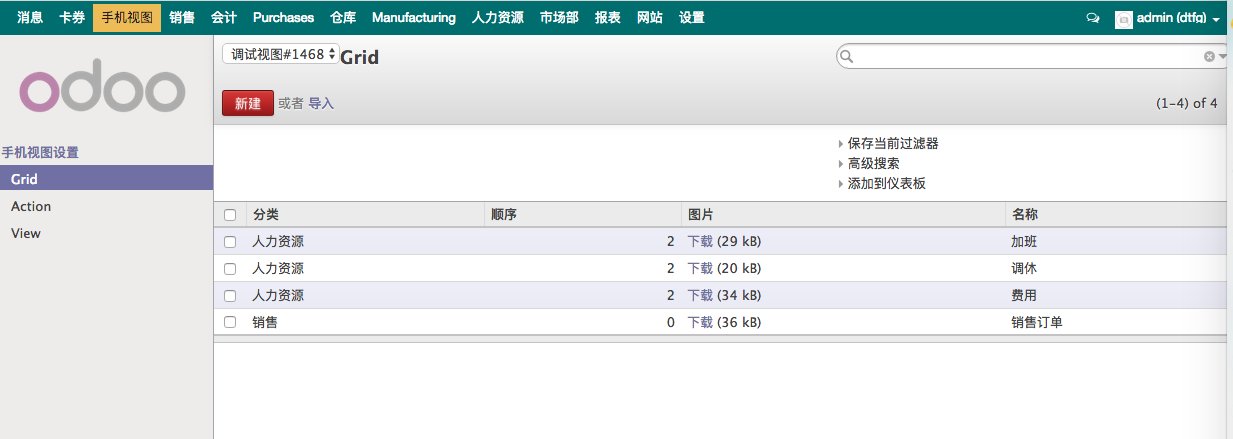 消息 卡券 手机视图 销售 会计 Purchases 仓库 Manufacturing 人力资源 市场部 报表 网站 设置 admin (dtfg)
odoo
调试视图#1468 Grid
新建 或者 导入 (1-4) of 4
手机视图设置
Grid
Action
View
保存当前过滤器
高级搜索
添加到仪表板
分类 顺序 图片 名称
人力资源 2 下载 (29 kB) 加班
人力资源 2 下载 (20 kB) 调休
人力资源 2 下载 (34 kB) 费用
销售 0 下载 (36 kB) 销售订单